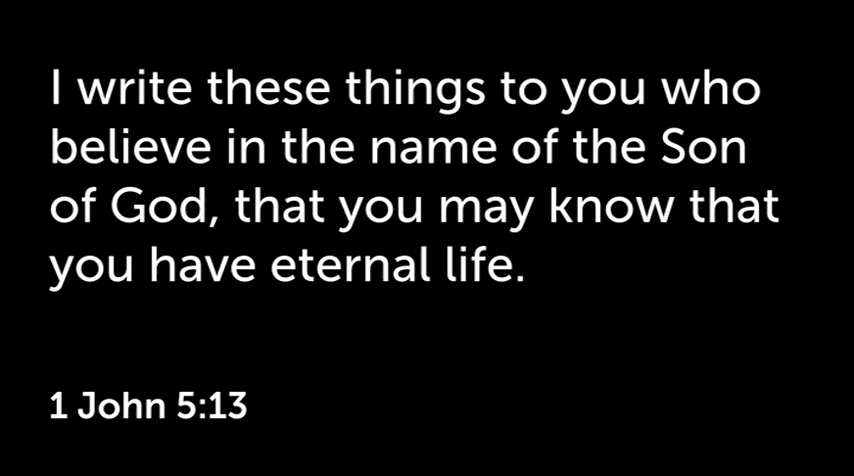 I write these things to you who
believe in the name of the Son
of God, that you may know that
you have eternal life.
1 John 5:13